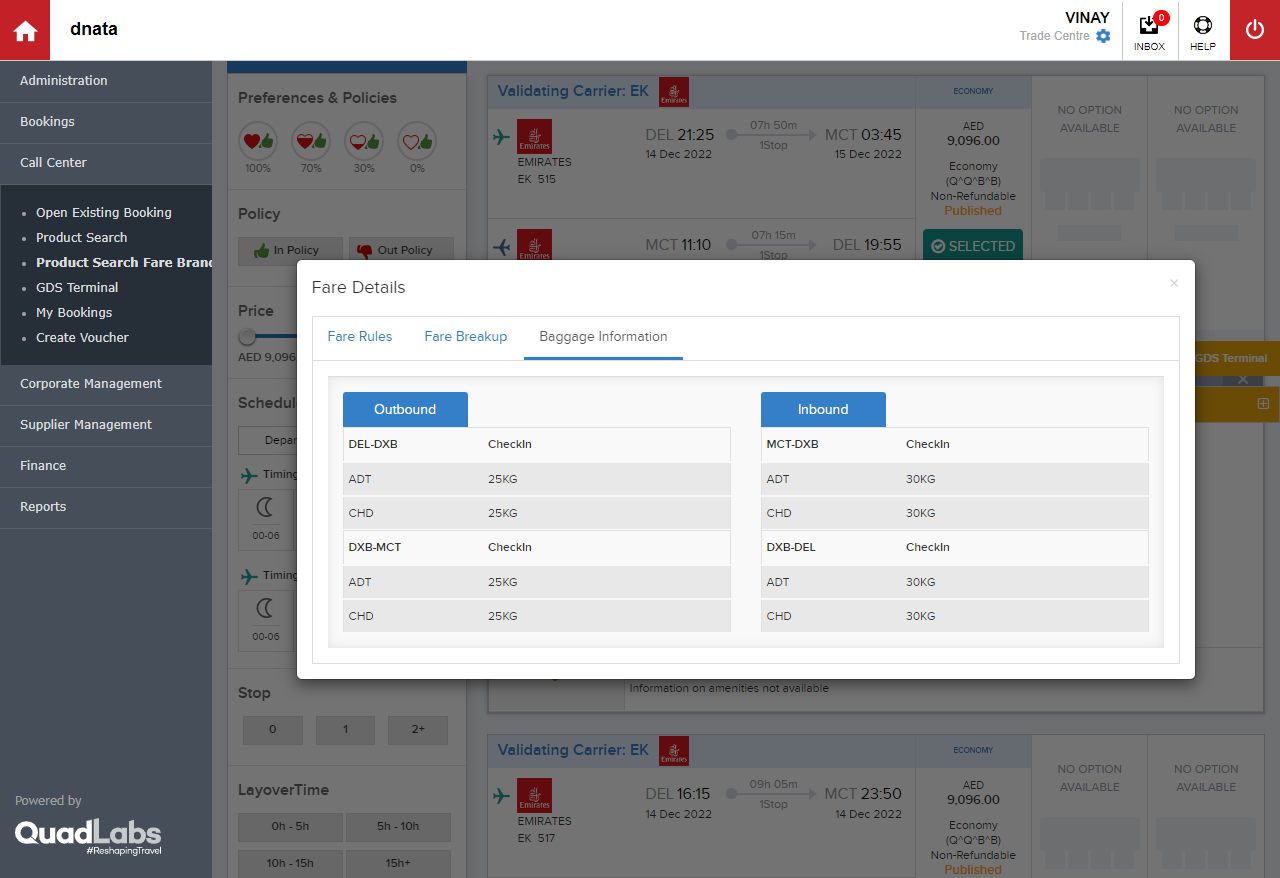 dnata
VINAY
Trade Centre
0
INBOX
HELP
Administration
Bookings
Call Center
Open Existing Booking
Product Search
Product Search Fare Brand
GDS Terminal
My Bookings
Create Voucher
Corporate Management
Supplier Management
Finance
Reports
Powered by
QuadLabs
#ReshapingTravel
Preferences & Policies
100% 70% 30% 0%
Policy
In Policy Out Policy
Price
AED 9,096
Timing
00-06
Timing
00-06
Stop
0 1 2+
LayoverTime
0h - 5h 5h - 10h
10h - 15h 15h+
Validating Carrier: EK Emirates ECONOMY
NO OPTION AVAILABLE NO OPTION AVAILABLE
Emirates
EMIRATES
EK 515
DEL 21:25 07h 50m MCT 03:45
14 Dec 2022 1Stop 15 Dec 2022
AED
9,096.00
Economy
(Q^Q^B^B)
Non-Refundable
Published
Emirates
MCT 11:10 07h 15m DEL 19:55
1Stop
SELECTED
GDS Terminal
Fare Details ×
Fare Rules Fare Breakup Baggage Information
Outbound
DEL-DXB CheckIn
ADT 25KG
CHD 25KG
DXB-MCT CheckIn
ADT 25KG
CHD 25KG
Inbound
MCT-DXB CheckIn
ADT 30KG
CHD 30KG
DXB-DEL CheckIn
ADT 30KG
CHD 30KG
Information on amenities not available
Validating Carrier: EK Emirates ECONOMY
NO OPTION AVAILABLE NO OPTION AVAILABLE
Emirates
EMIRATES
EK 517
DEL 16:15 09h 05m MCT 23:50
14 Dec 2022 1Stop 14 Dec 2022
AED
9,096.00
Economy
(Q^Q^B^B)
Non-Refundable
Published